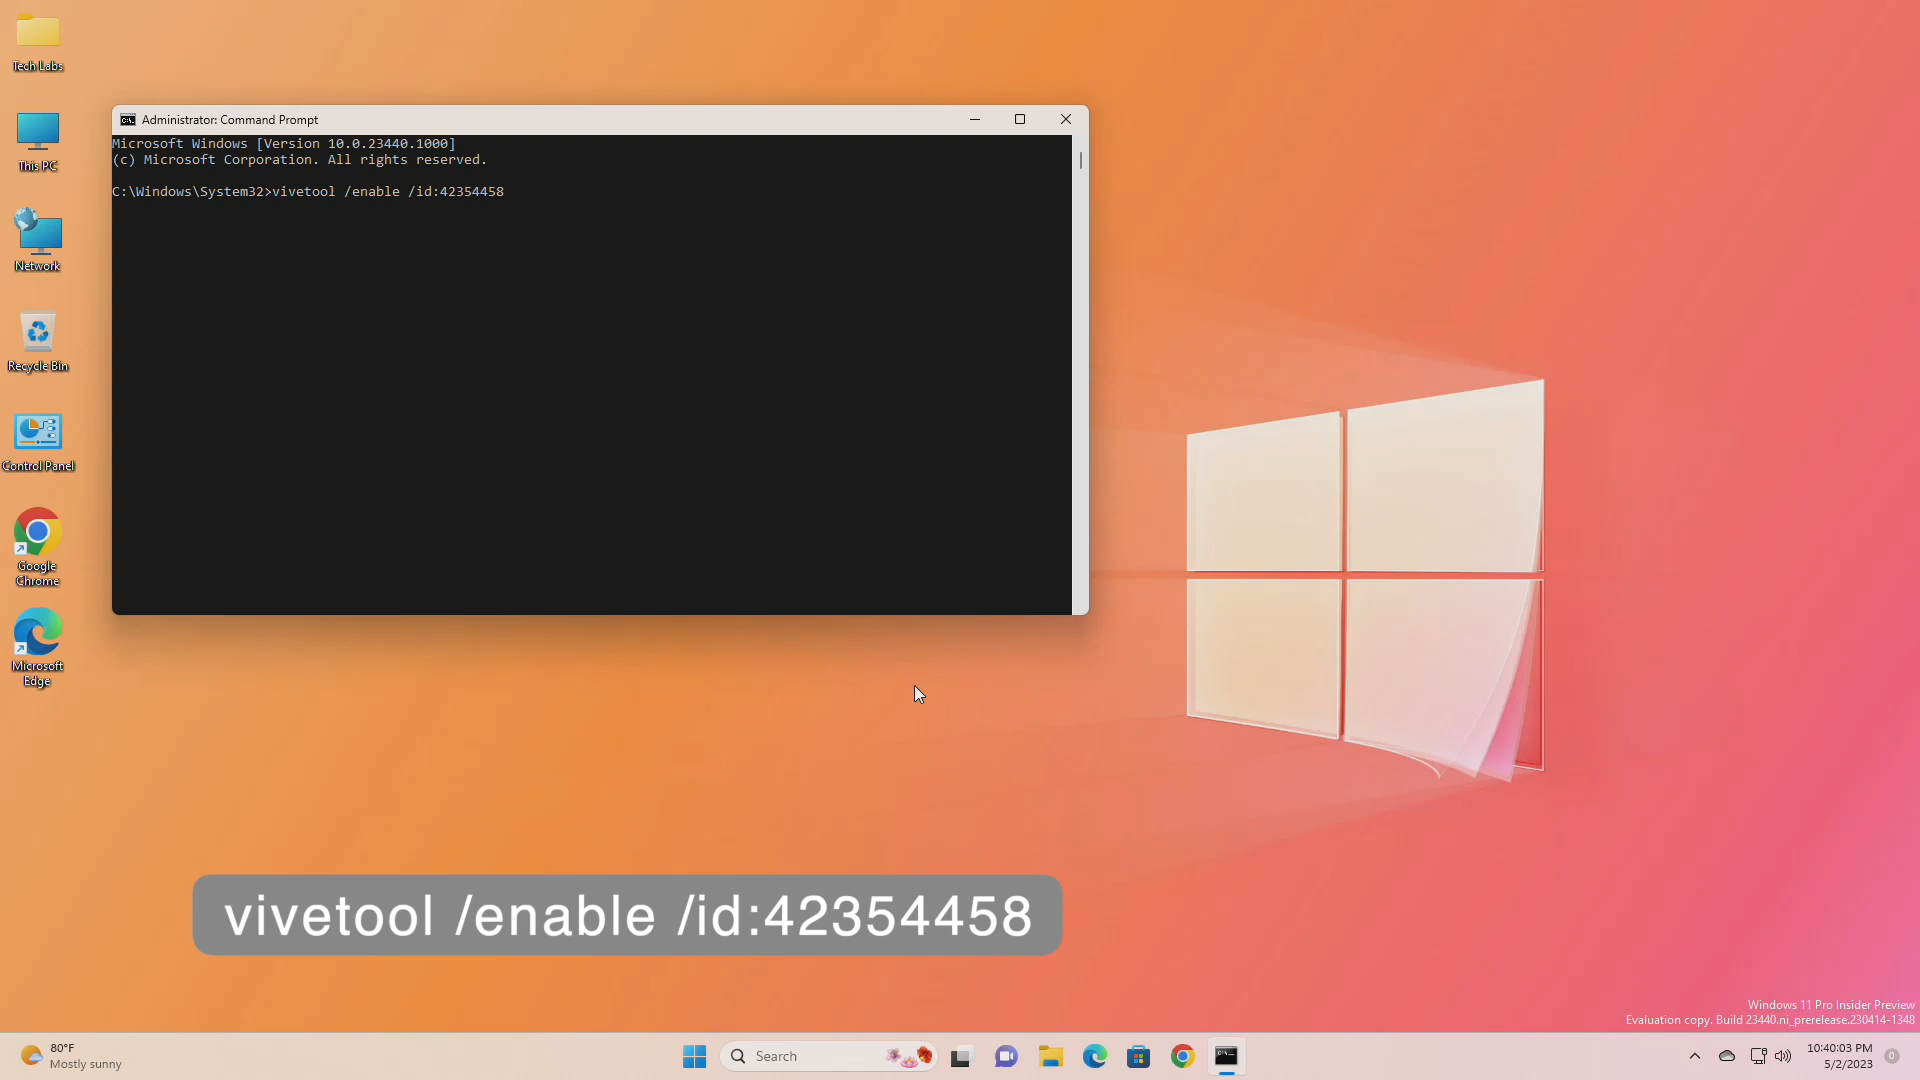 Tech Labs
This PC
Network
Recycle Bin
Control Panel
Google
Chrome
Microsoft
Edge
Administrator: Command Prompt
Microsoft Windows [Version 10.0.23440.1000]
(c) Microsoft Corporation. All rights reserved.
C:\Windows\System32>vivetool /enable /id:42354458
vivetool /enable /id:42354458
Windows 11 Pro Insider Preview
Evaluation copy. Build 23440.ni_prerelease.230414-1348
80°F
Mostly sunny
Search
10:40:03 PM
5/2/2023
0